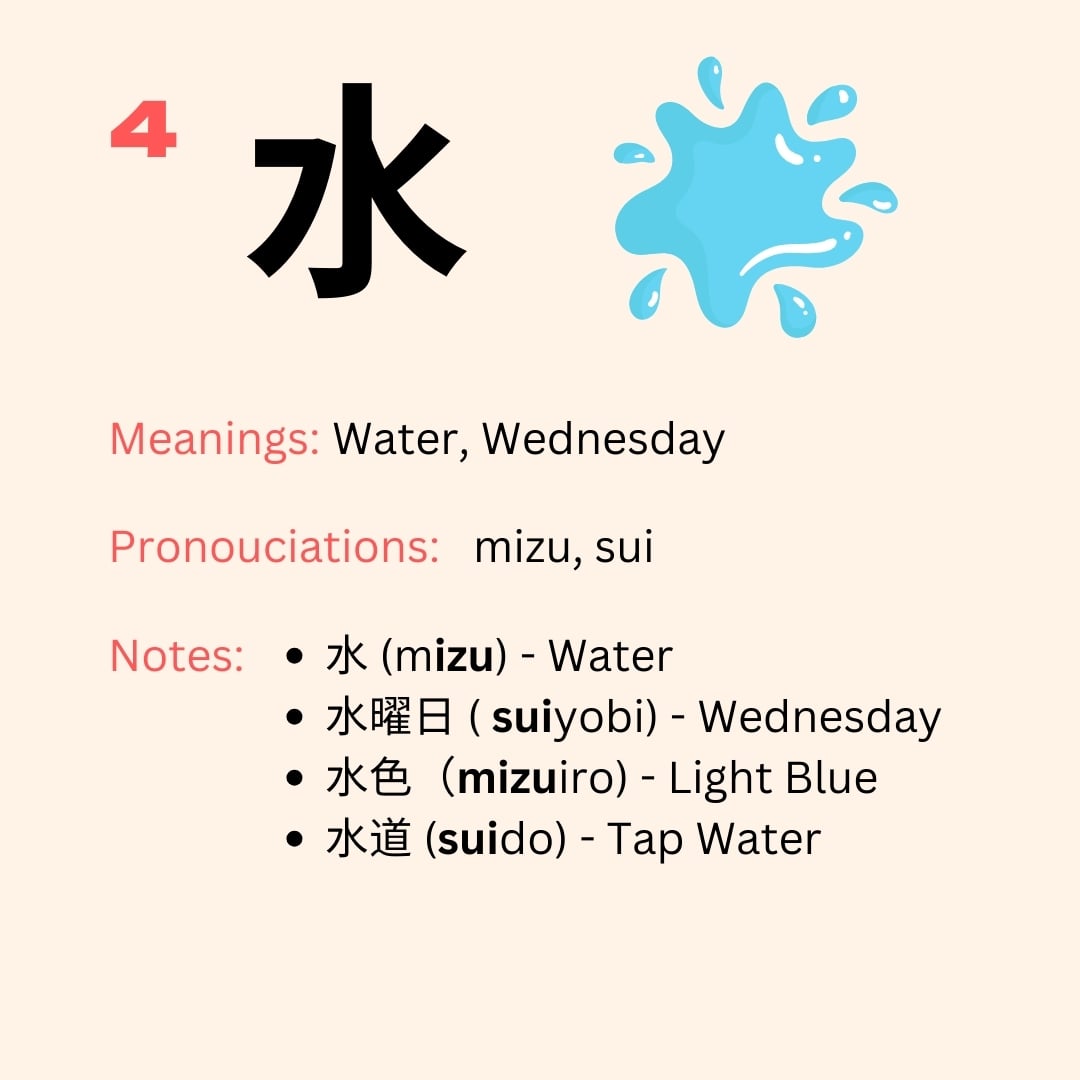 4 水
Meanings: Water, Wednesday
Pronouciations: mizu, sui
Notes: • 水 (mizu) - Water
• 水曜日 ( suiyobi) - Wednesday
• 水色（mizuiro) - Light Blue
• 水道 (suido) - Tap Water